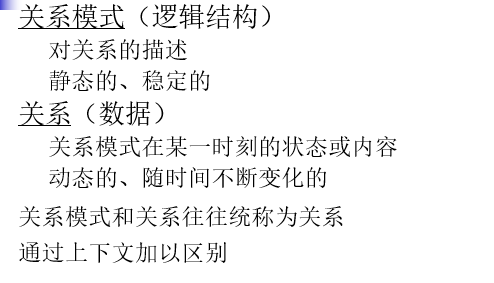 关系模式（逻辑结构）
对关系的描述
静态的、稳定的
关系（数据）
关系模式在某一时刻的状态或内容
动态的、随时间不断变化的
关系模式和关系往往统称为关系
通过上下文加以区别